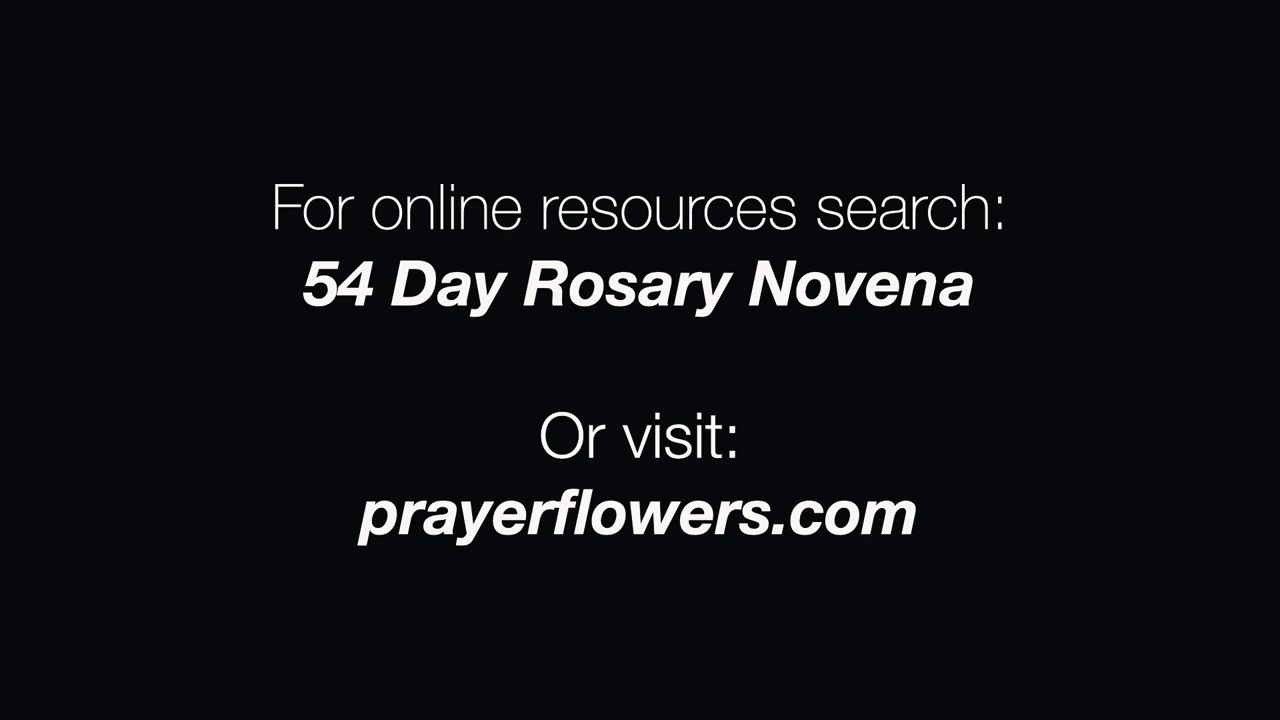 For online resources search:
54 Day Rosary Novena
Or visit:
prayerflowers.com